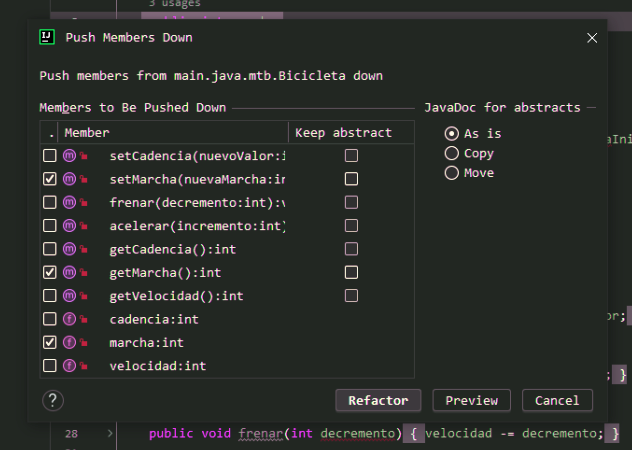 3 usages
Push Members Down
Push members from main.java.mtb.Bicicleta down
Members to Be Pushed Down
JavaDoc for abstracts
. Member Keep abstract
As is
Copy
Move
setCadencia(nuevoValor:i
setMarcha(nuevaMarcha:in
frenar(decremento:int):v
acelerar(incremento:int)
getCadencia():int
getMarcha():int
getVelocidad():int
cadencia:int
marcha:int
velocidad:int
aIni
or;
; }
? Refactor Preview Cancel
28 public void frenar(int decremento) { velocidad -= decremento; }